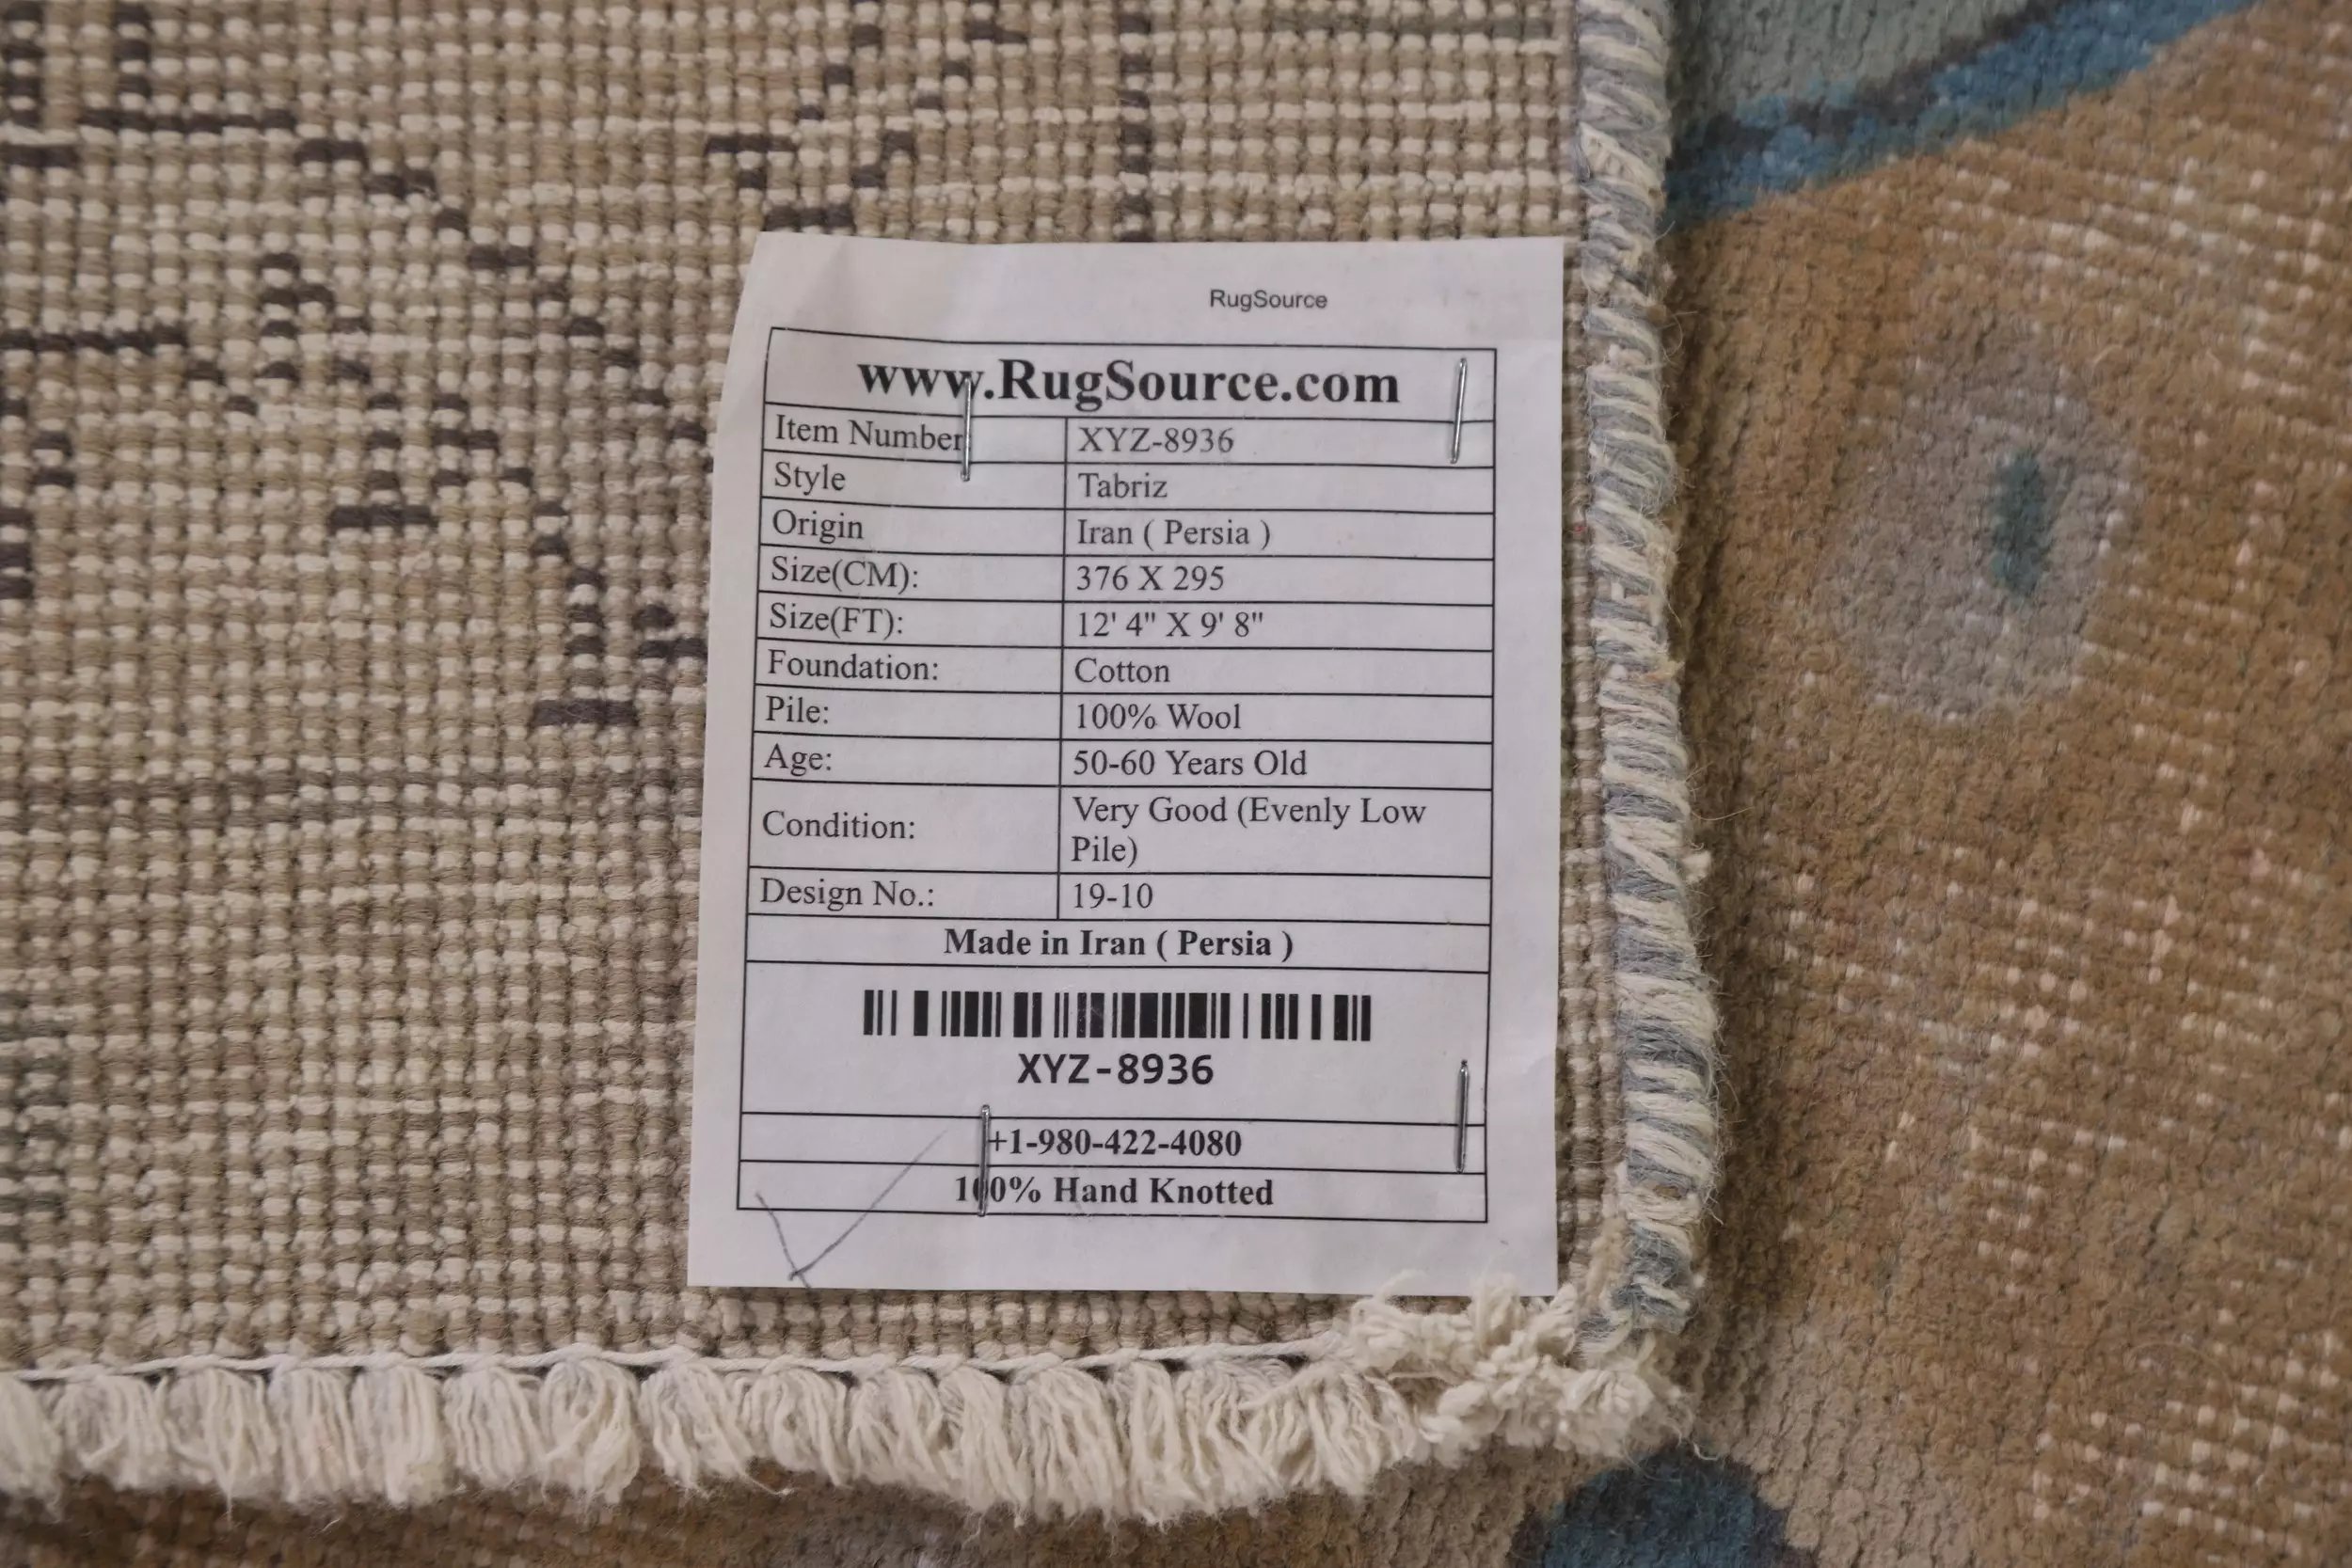 RugSource
www.RugSource.com
Item Number XYZ-8936
Style Tabriz
Origin Iran ( Persia )
Size(CM): 376 X 295
Size(FT): 12' 4" X 9' 8"
Foundation: Cotton
Pile: 100% Wool
Age: 50-60 Years Old
Condition: Very Good (Evenly Low
Pile)
Design No.: 19-10
Made in Iran ( Persia )
XYZ-8936
+1-980-422-4080
100% Hand Knotted